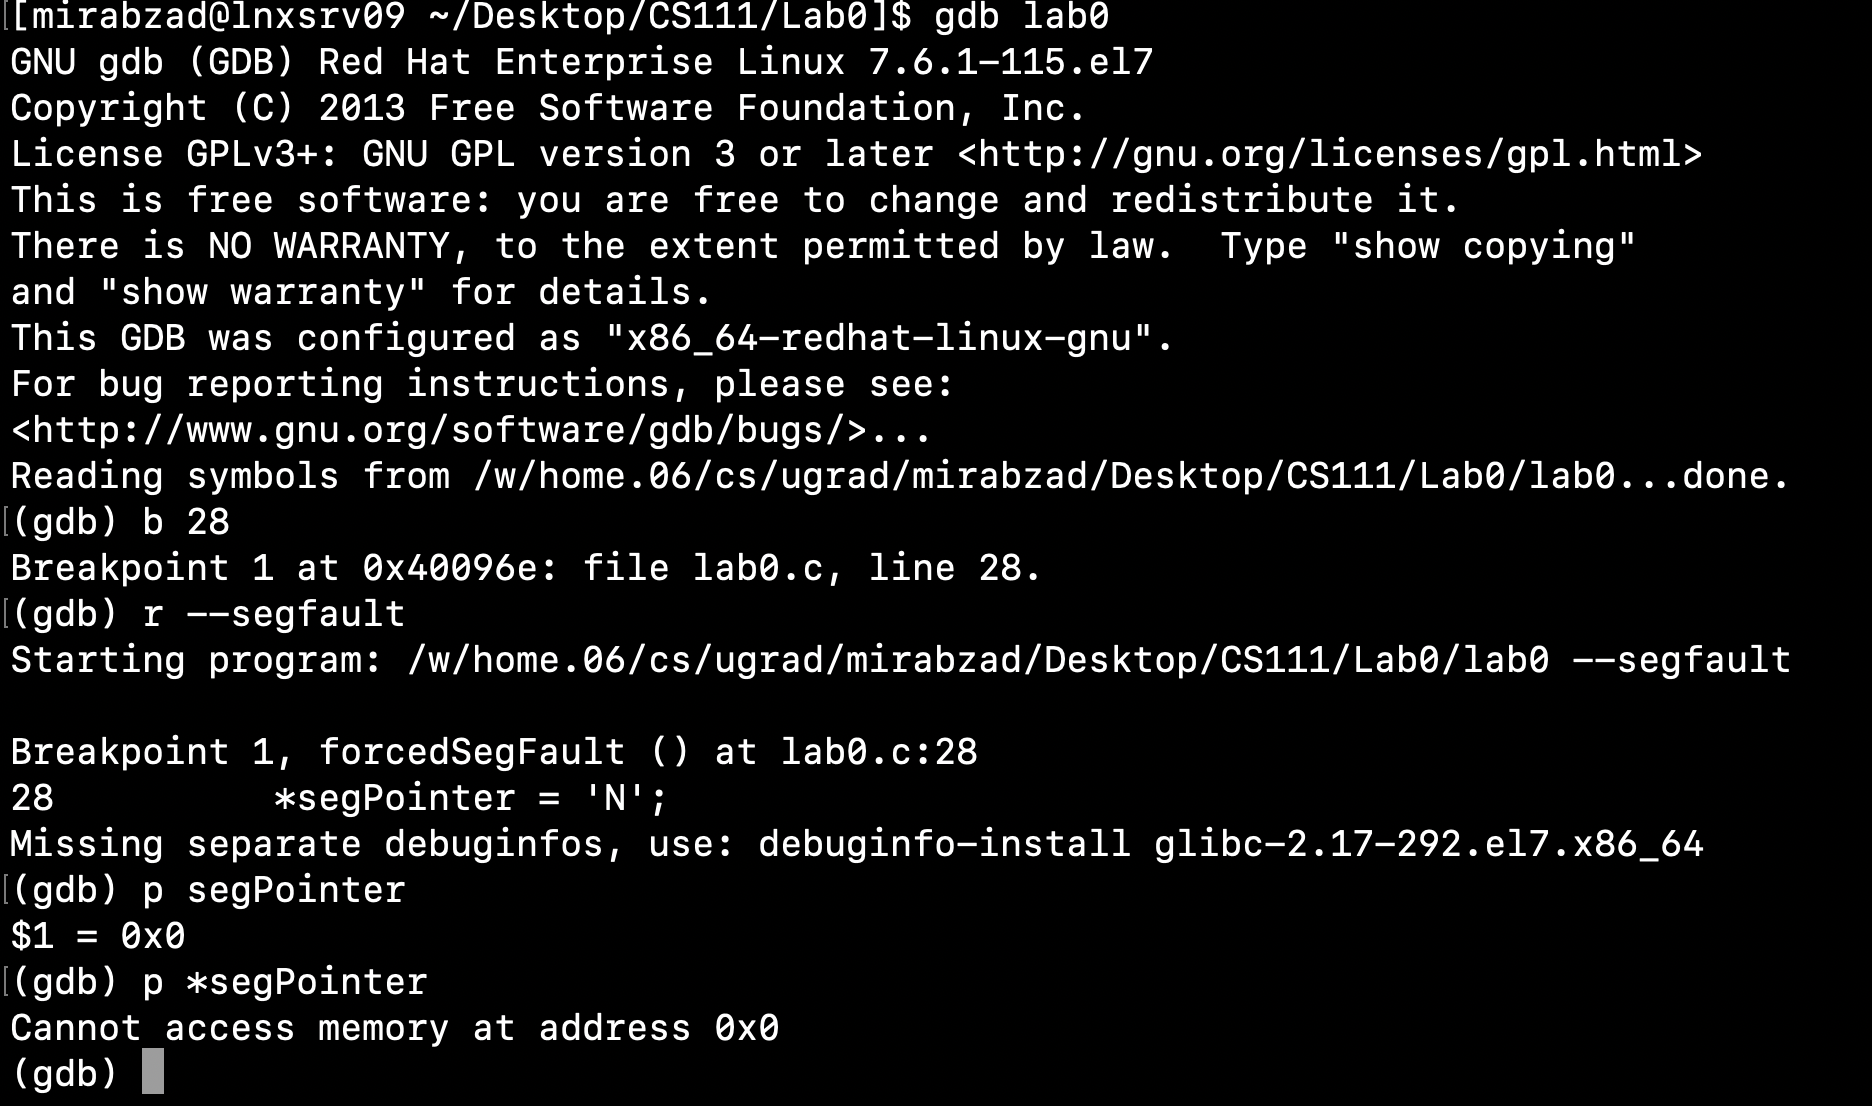 [mirabzad@lnxsrv09 ~/Desktop/CS111/Lab0]$ gdb lab0
GNU gdb (GDB) Red Hat Enterprise Linux 7.6.1-115.el7
Copyright (C) 2013 Free Software Foundation, Inc.
License GPLv3+: GNU GPL version 3 or later <http://gnu.org/licenses/gpl.html>
This is free software: you are free to change and redistribute it.
There is NO WARRANTY, to the extent permitted by law.  Type "show copying"
and "show warranty" for details.
This GDB was configured as "x86_64-redhat-linux-gnu".
For bug reporting instructions, please see:
<http://www.gnu.org/software/gdb/bugs/>...
Reading symbols from /w/home.06/cs/ugrad/mirabzad/Desktop/CS111/Lab0/lab0...done.
(gdb) b 28
Breakpoint 1 at 0x40096e: file lab0.c, line 28.
(gdb) r --segfault
Starting program: /w/home.06/cs/ugrad/mirabzad/Desktop/CS111/Lab0/lab0 --segfault
Breakpoint 1, forcedSegFault () at lab0.c:28
28          *segPointer = 'N';
Missing separate debuginfos, use: debuginfo-install glibc-2.17-292.el7.x86_64
(gdb) p segPointer
$1 = 0x0
(gdb) p *segPointer
Cannot access memory at address 0x0
(gdb)